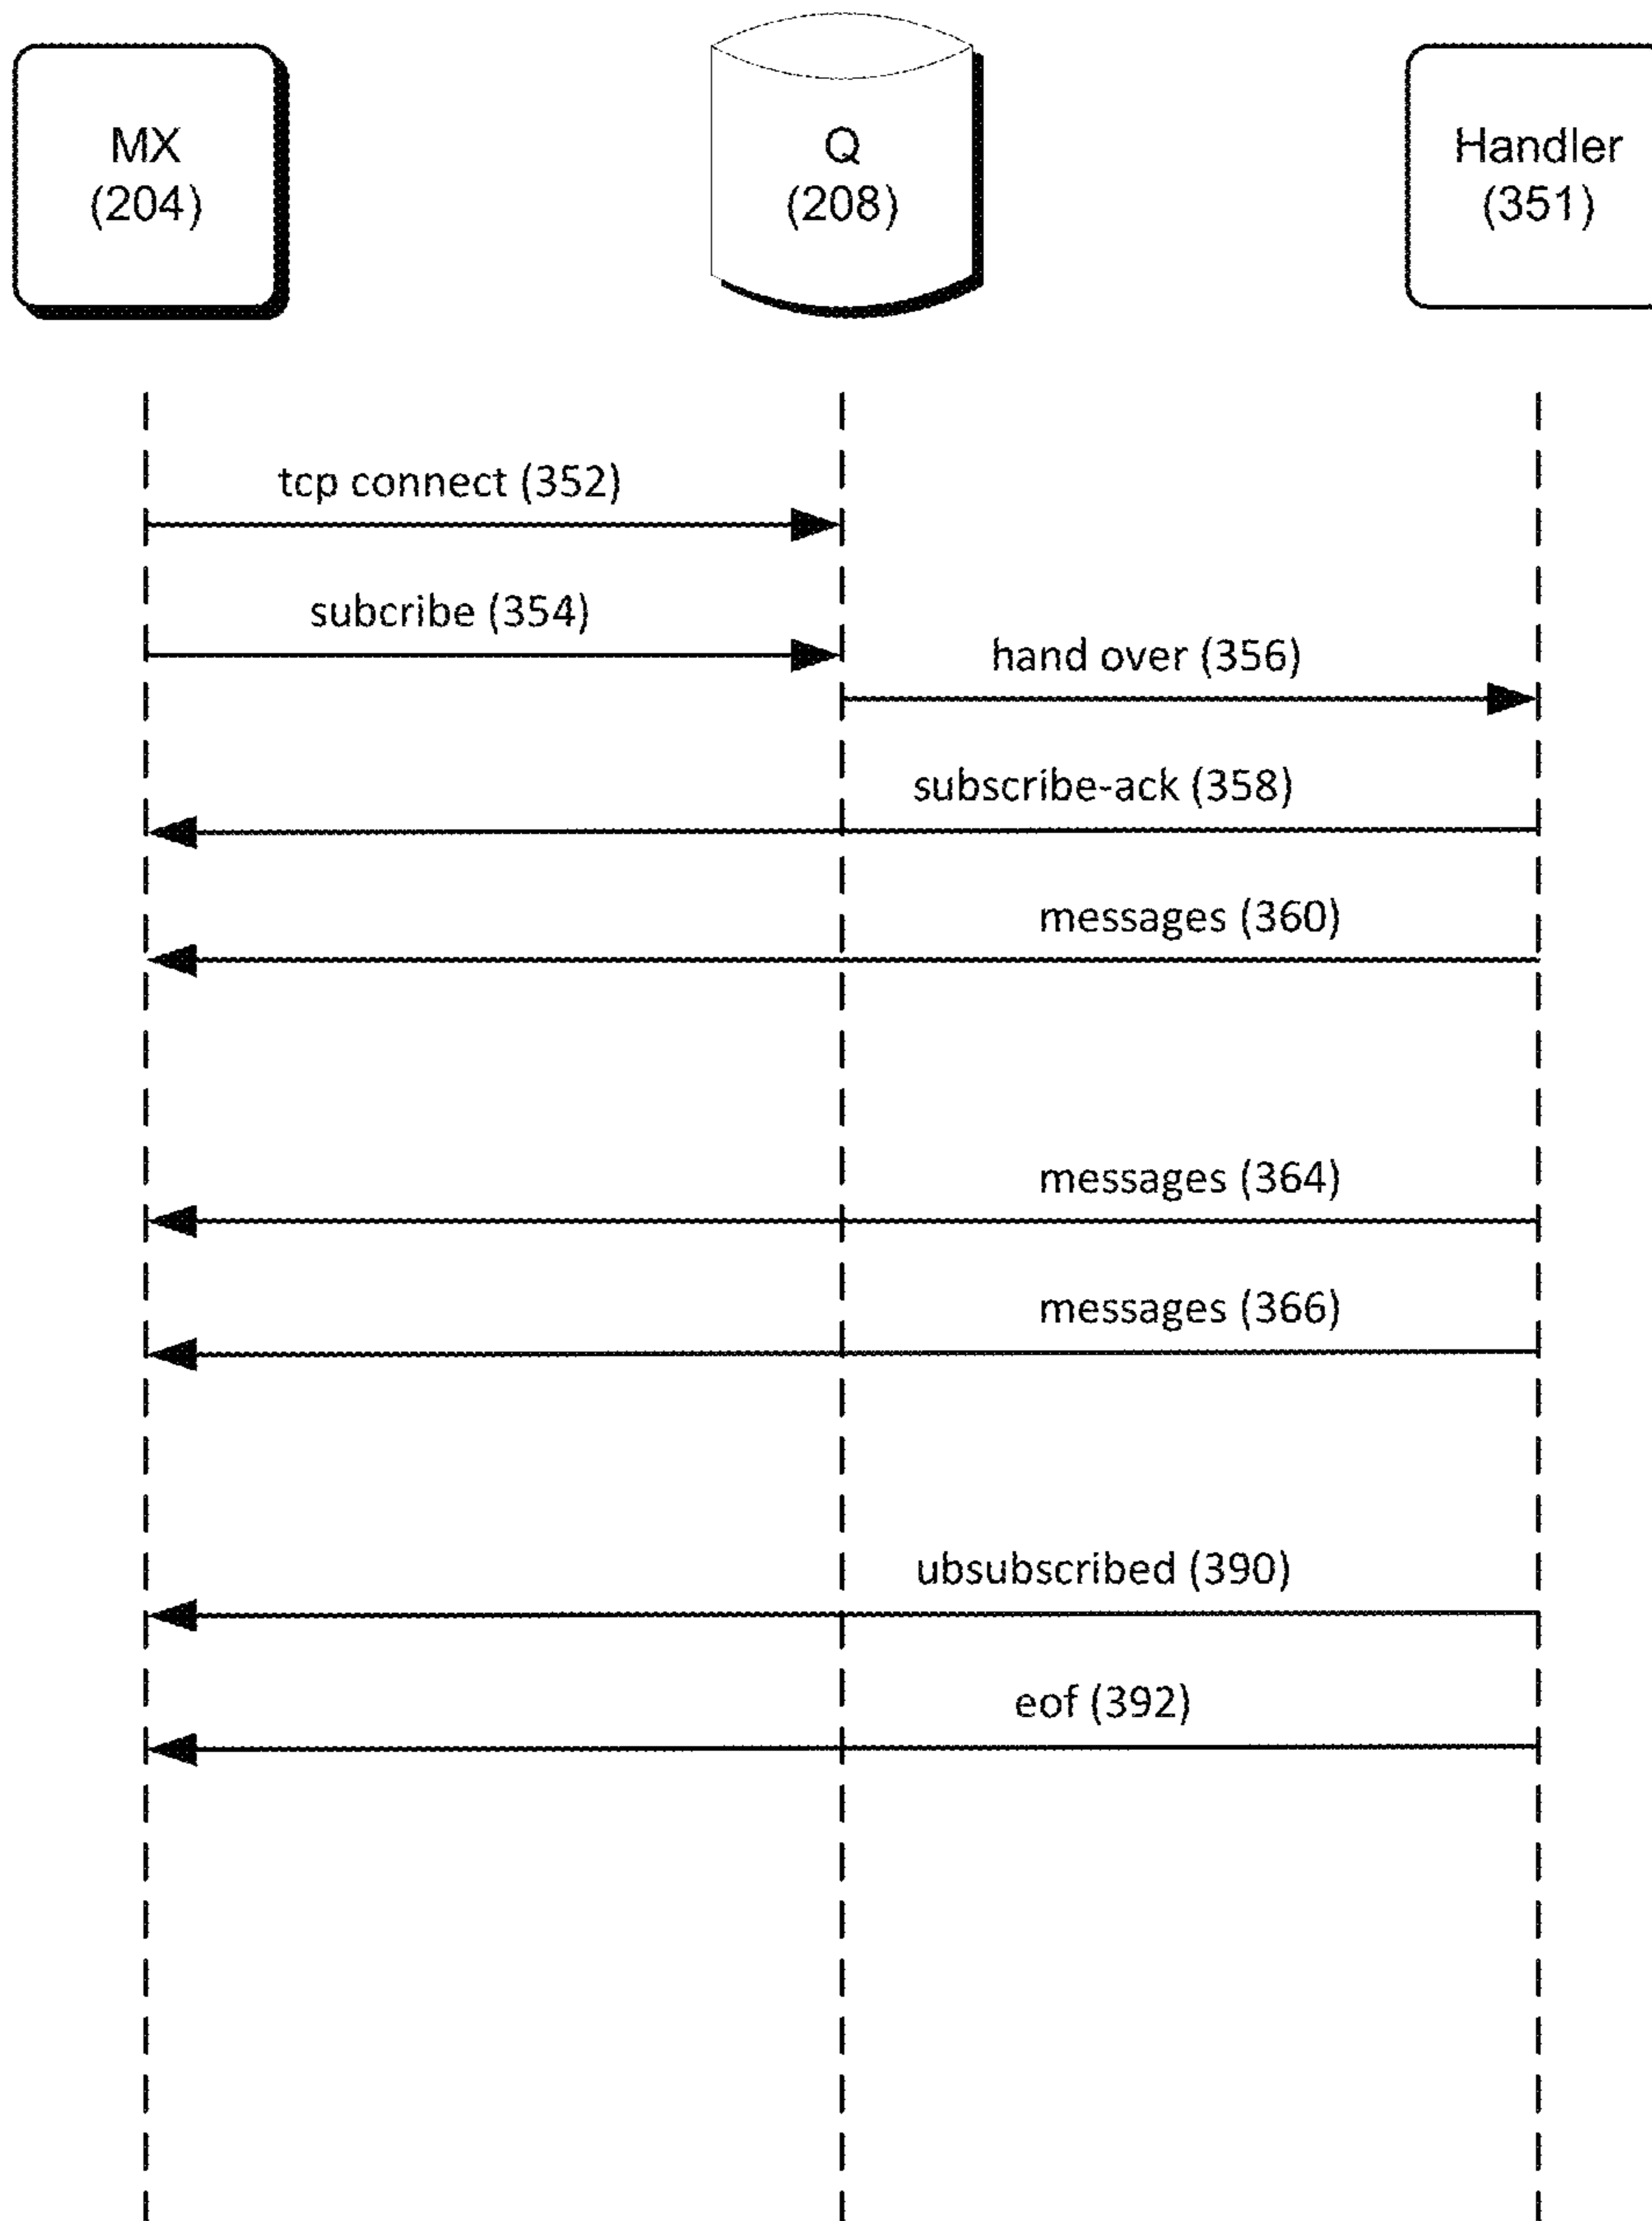 MX
(204)
Q
(208)
Handler
(351)
tcp connect (352)
subcribe (354)
hand over (356)
subscribe-ack (358)
messages (360)
messages (364)
messages (366)
ubsubscribed (390)
eof (392)